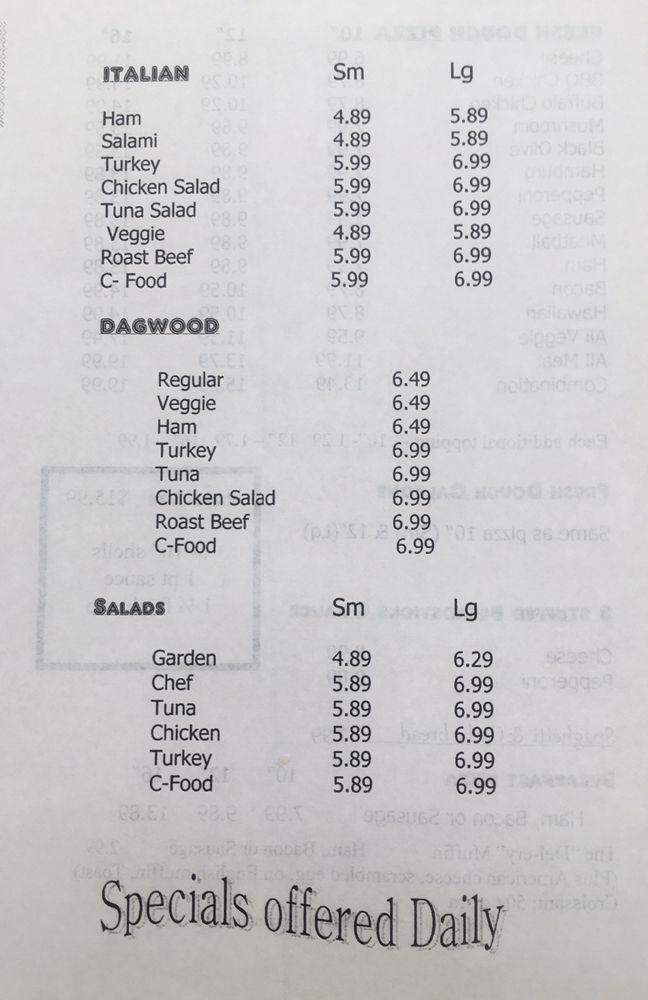 ITALIAN Sm Lg
Ham 4.89 5.89
Salami 4.89 5.89
Turkey 5.99 6.99
Chicken Salad 5.99 6.99
Tuna Salad 5.99 6.99
Veggie 4.89 5.89
Roast Beef 5.99 6.99
C- Food 5.99 6.99
DAGWOOD
Regular 6.49
Veggie 6.49
Ham 6.49
Turkey 6.99
Tuna 6.99
Chicken Salad 6.99
Roast Beef 6.99
C-Food 6.99
SALADS Sm Lg
Garden 4.89 6.29
Chef 5.89 6.99
Tuna 5.89 6.99
Chicken 5.89 6.99
Turkey 5.89 6.99
C-Food 5.89 6.99
Specials offered Daily